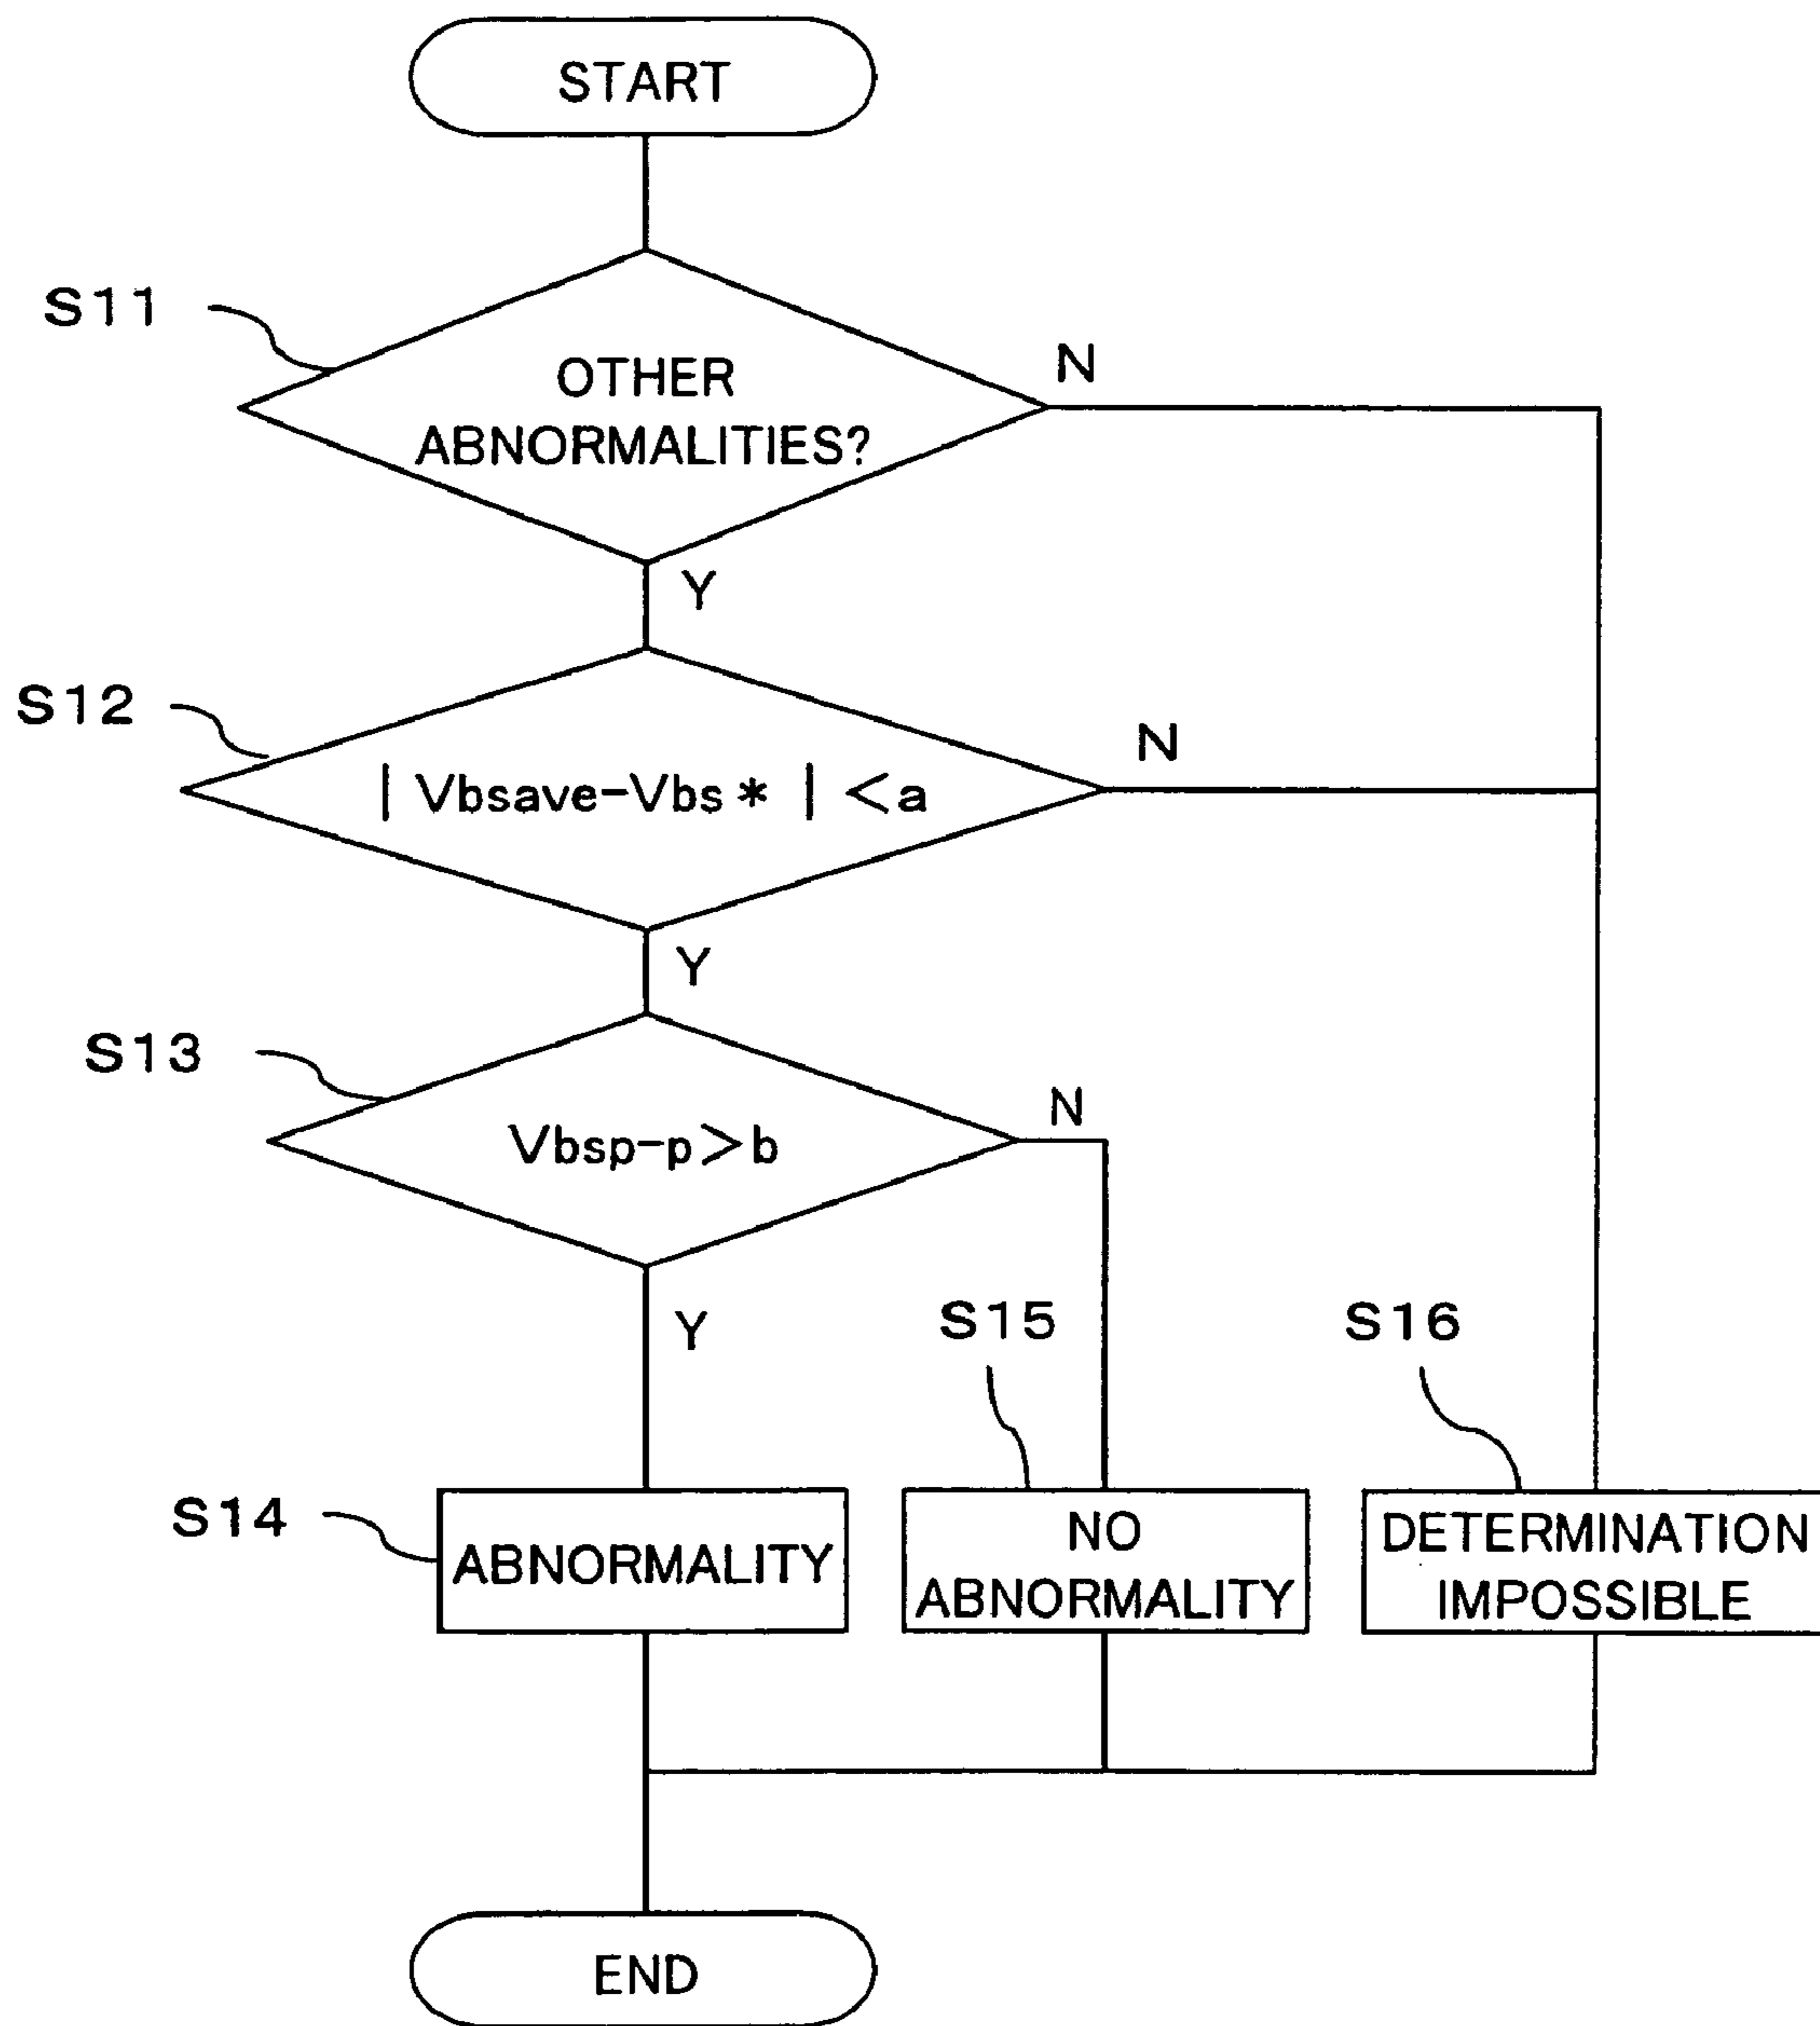 START
S11
OTHER
ABNORMALITIES?
N
Y
S12
| Vbsave-Vbs* | <a
N
Y
S13
Vbsp-p>b
N
Y
S14
ABNORMALITY
S15
NO
ABNORMALITY
S16
DETERMINATION
IMPOSSIBLE
END